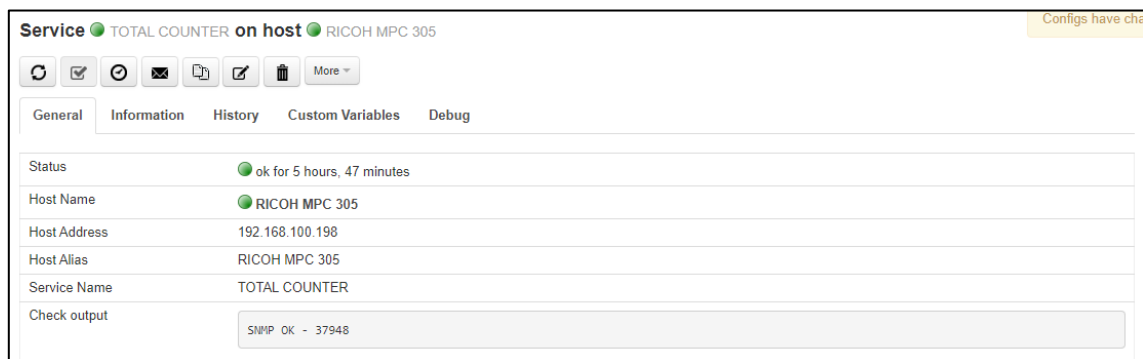 Configs have cha
Service TOTAL COUNTER on host RICOH MPC 305
More
General Information History Custom Variables Debug
Status ok for 5 hours, 47 minutes
Host Name RICOH MPC 305
Host Address 192.168.100.198
Host Alias RICOH MPC 305
Service Name TOTAL COUNTER
Check output SNMP OK - 37948